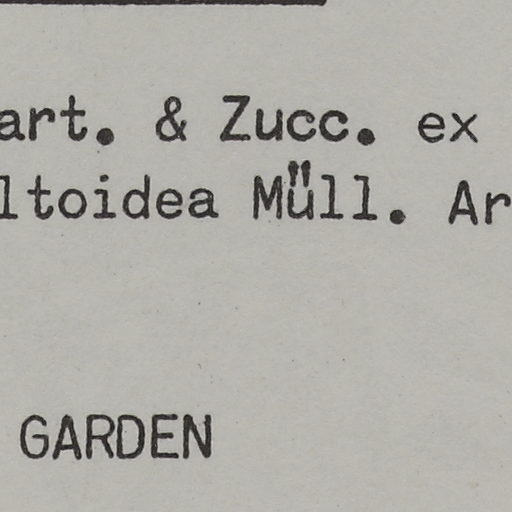 art. & Zucc. ex
ltoidea Müll. Ar
GARDEN